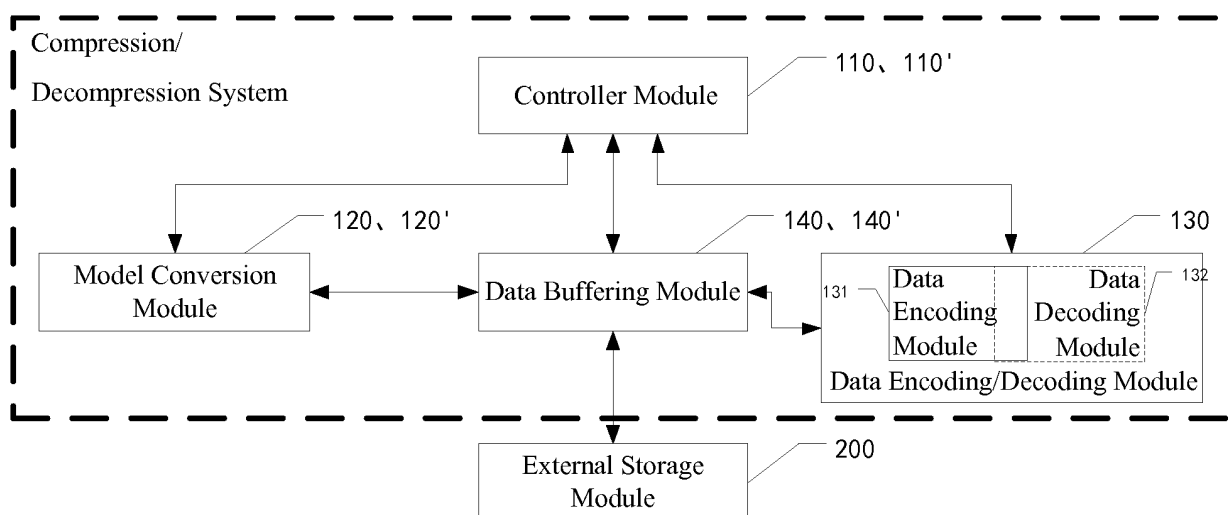 Compression/
Decompression System
110、110'
Controller Module
120、120'
140、140'
130
Model Conversion
Module
Data Buffering Module
131
Data
Encoding
Module
Data
Decoding
Module
132
Data Encoding/Decoding Module
External Storage
Module
200